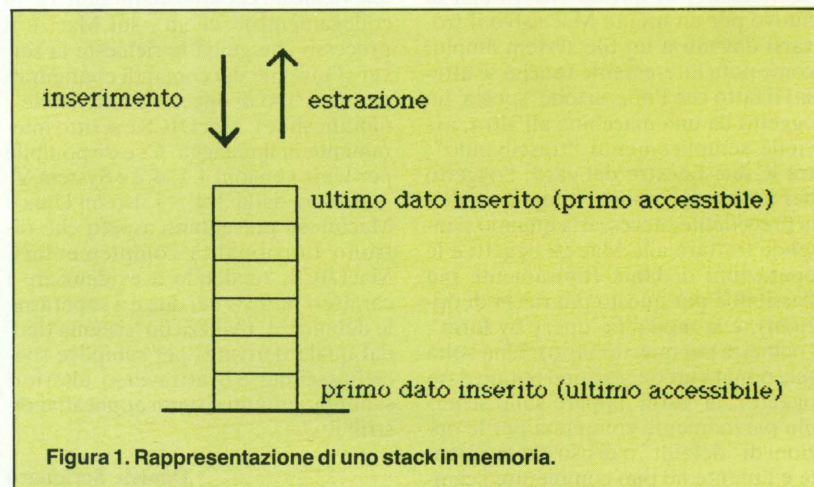 inserimento
estrazione
ultimo dato inserito (primo accessibile)
primo dato inserito (ultimo accessibile)
Figura 1. Rappresentazione di uno stack in memoria.